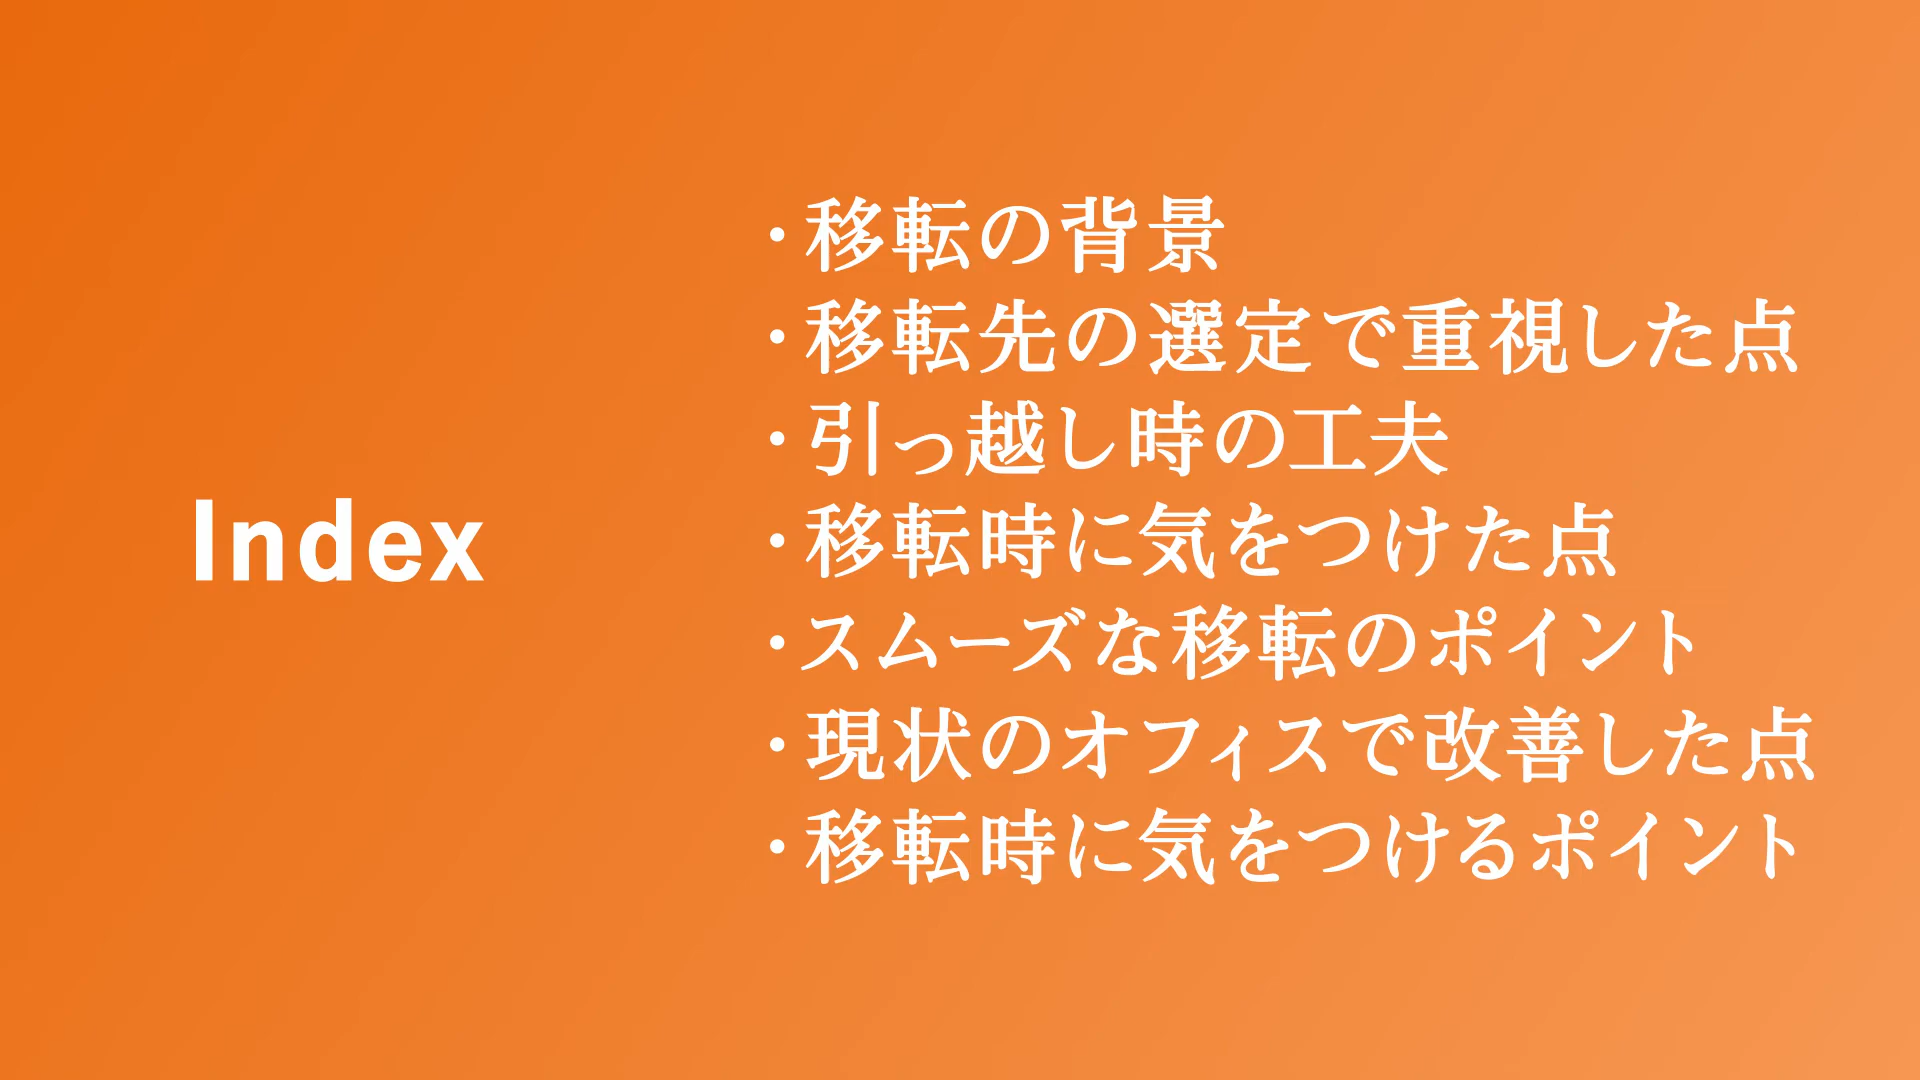 Index
・移転の背景
・移転先の選定で重視した点
・引っ越し時の工夫
・移転時に気をつけた点
・スムーズな移転のポイント
・現状のオフィスで改善した点
・移転時に気をつけるポイント